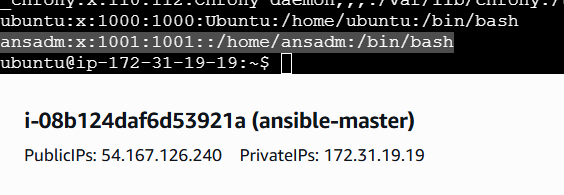 _chrony:x:110:112:Chrony daemon,,,:/var/lib/chrony:/
ubuntu:x:1000:1000:Ubuntu:/home/ubuntu:/bin/bash
ansadm:x:1001:1001::/home/ansadm:/bin/bash
ubuntu@ip-172-31-19-19:~$
i-08b124daf6d53921a (ansible-master)
PublicIPs: 54.167.126.240 PrivateIPs: 172.31.19.19